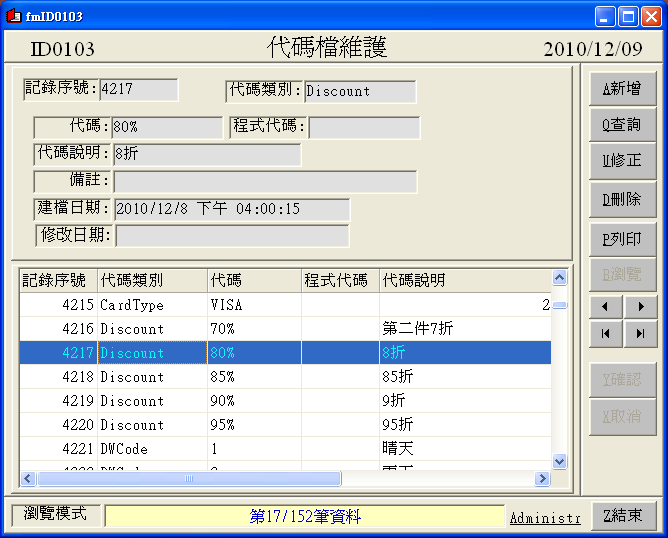 fmID0103
ID0103 代碼檔維護 2010/12/09
記錄序號: 4217 代碼類別: Discount
代碼: 80% 程式代碼:
代碼說明: 8折
備註:
建檔日期: 2010/12/8 下午 04:00:15
修改日期:
A新增
Q查詢
U修正
D刪除
P列印
B瀏覽
Y確認
X取消
記錄序號 代碼類別 代碼 程式代碼 代碼說明
4215 CardType VISA 2
4216 Discount 70% 第二件7折
4217 Discount 80% 8折
4218 Discount 85% 85折
4219 Discount 90% 9折
4220 Discount 95% 95折
4221 DWCode 1 晴天
瀏覽模式 第17/152筆資料 Administr Z結束